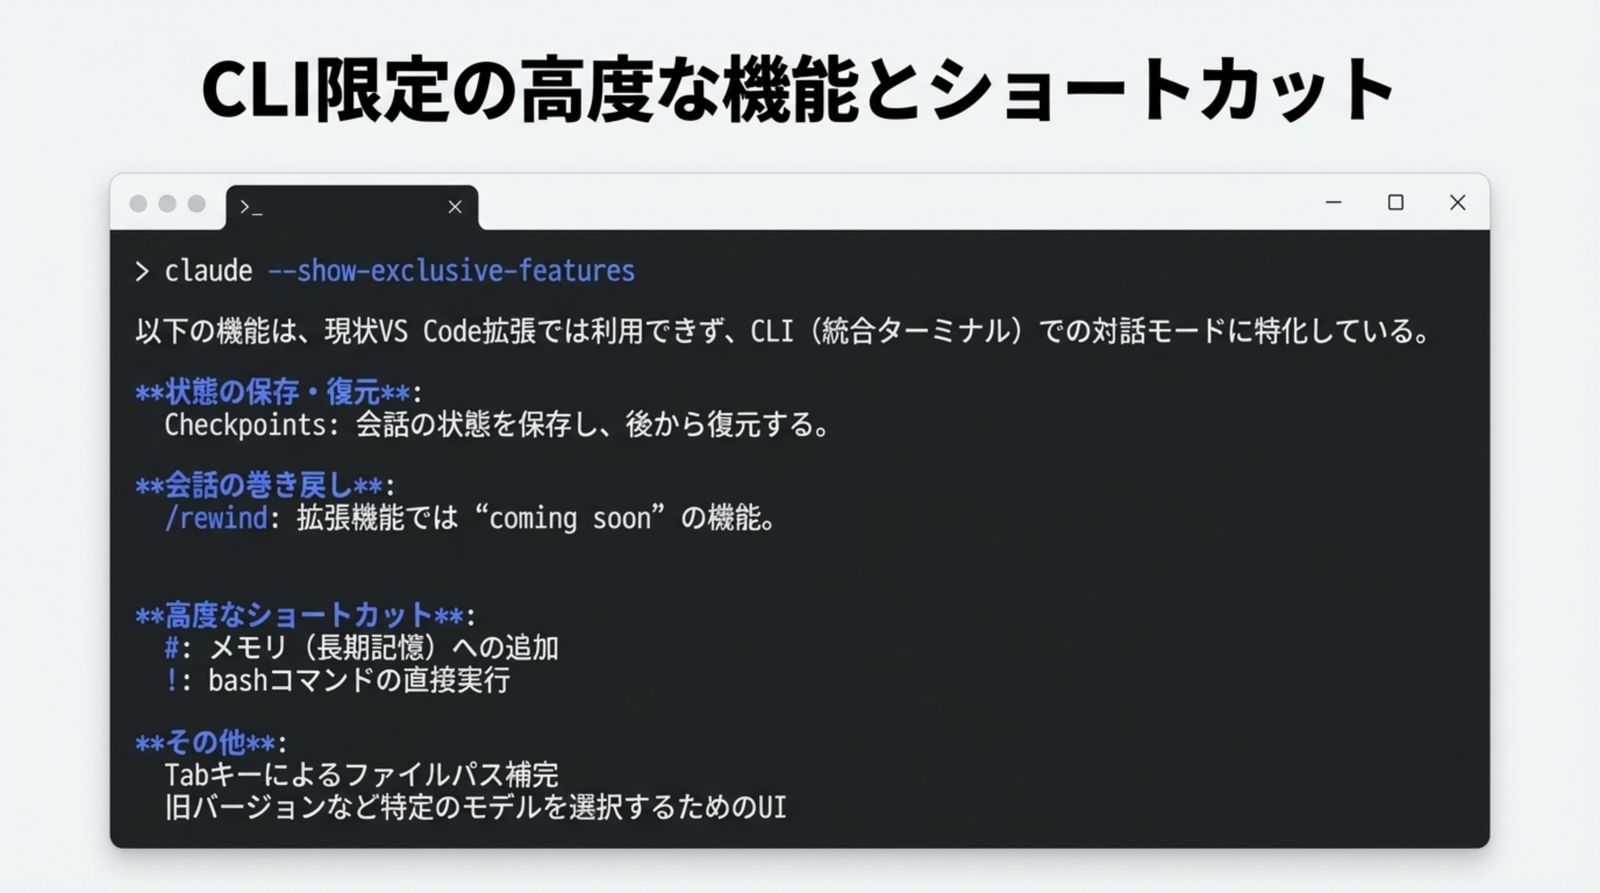 CLI限定の高度な機能とショートカット
>_
> claude --show-exclusive-features
以下の機能は、現状VS Code拡張では利用できず、CLI（統合ターミナル）での対話モードに特化している。
**状態の保存・復元**:
Checkpoints: 会話の状態を保存し、後から復元する。
**会話の巻き戻し**:
/rewind: 拡張機能では “coming soon” の機能。
**高度なショートカット**:
#: メモリ（長期記憶）への追加
!: bashコマンドの直接実行
**その他**:
Tabキーによるファイルパス補完
旧バージョンなど特定のモデルを選択するためのUI